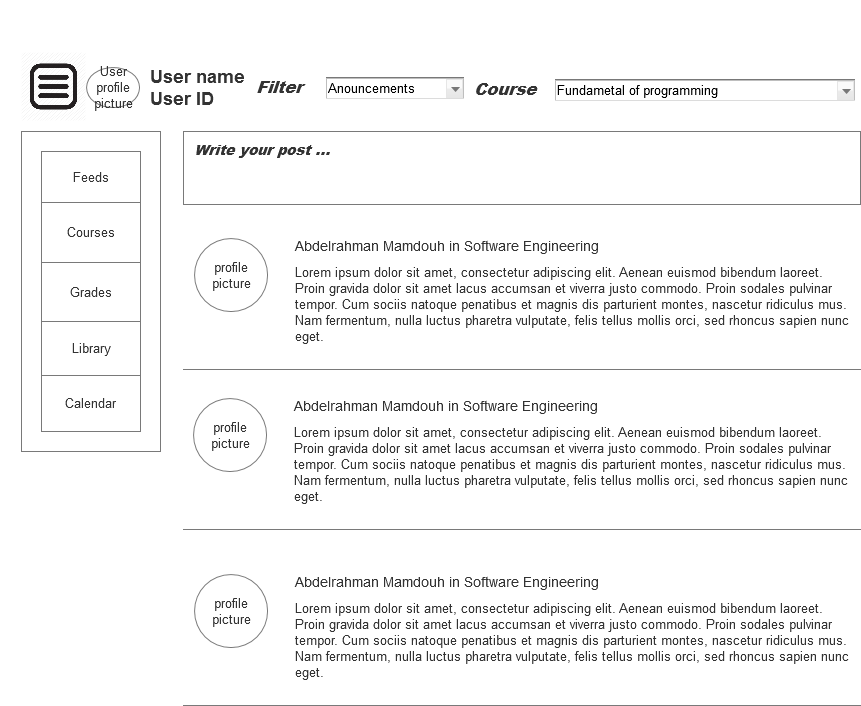 User
profile
picture
User name
User ID
Filter
Anouncements
Course
Fundametal of programming
Feeds
Courses
Grades
Library
Calendar
Write your post ...
profile
picture
Abdelrahman Mamdouh in Software Engineering
Lorem ipsum dolor sit amet, consectetur adipiscing elit. Aenean euismod bibendum laoreet.
Proin gravida dolor sit amet lacus accumsan et viverra justo commodo. Proin sodales pulvinar
tempor. Cum sociis natoque penatibus et magnis dis parturient montes, nascetur ridiculus mus.
Nam fermentum, nulla luctus pharetra vulputate, felis tellus mollis orci, sed rhoncus sapien nunc
eget.
profile
picture
Abdelrahman Mamdouh in Software Engineering
Lorem ipsum dolor sit amet, consectetur adipiscing elit. Aenean euismod bibendum laoreet.
Proin gravida dolor sit amet lacus accumsan et viverra justo commodo. Proin sodales pulvinar
tempor. Cum sociis natoque penatibus et magnis dis parturient montes, nascetur ridiculus mus.
Nam fermentum, nulla luctus pharetra vulputate, felis tellus mollis orci, sed rhoncus sapien nunc
eget.
profile
picture
Abdelrahman Mamdouh in Software Engineering
Lorem ipsum dolor sit amet, consectetur adipiscing elit. Aenean euismod bibendum laoreet.
Proin gravida dolor sit amet lacus accumsan et viverra justo commodo. Proin sodales pulvinar
tempor. Cum sociis natoque penatibus et magnis dis parturient montes, nascetur ridiculus mus.
Nam fermentum, nulla luctus pharetra vulputate, felis tellus mollis orci, sed rhoncus sapien nunc
eget.